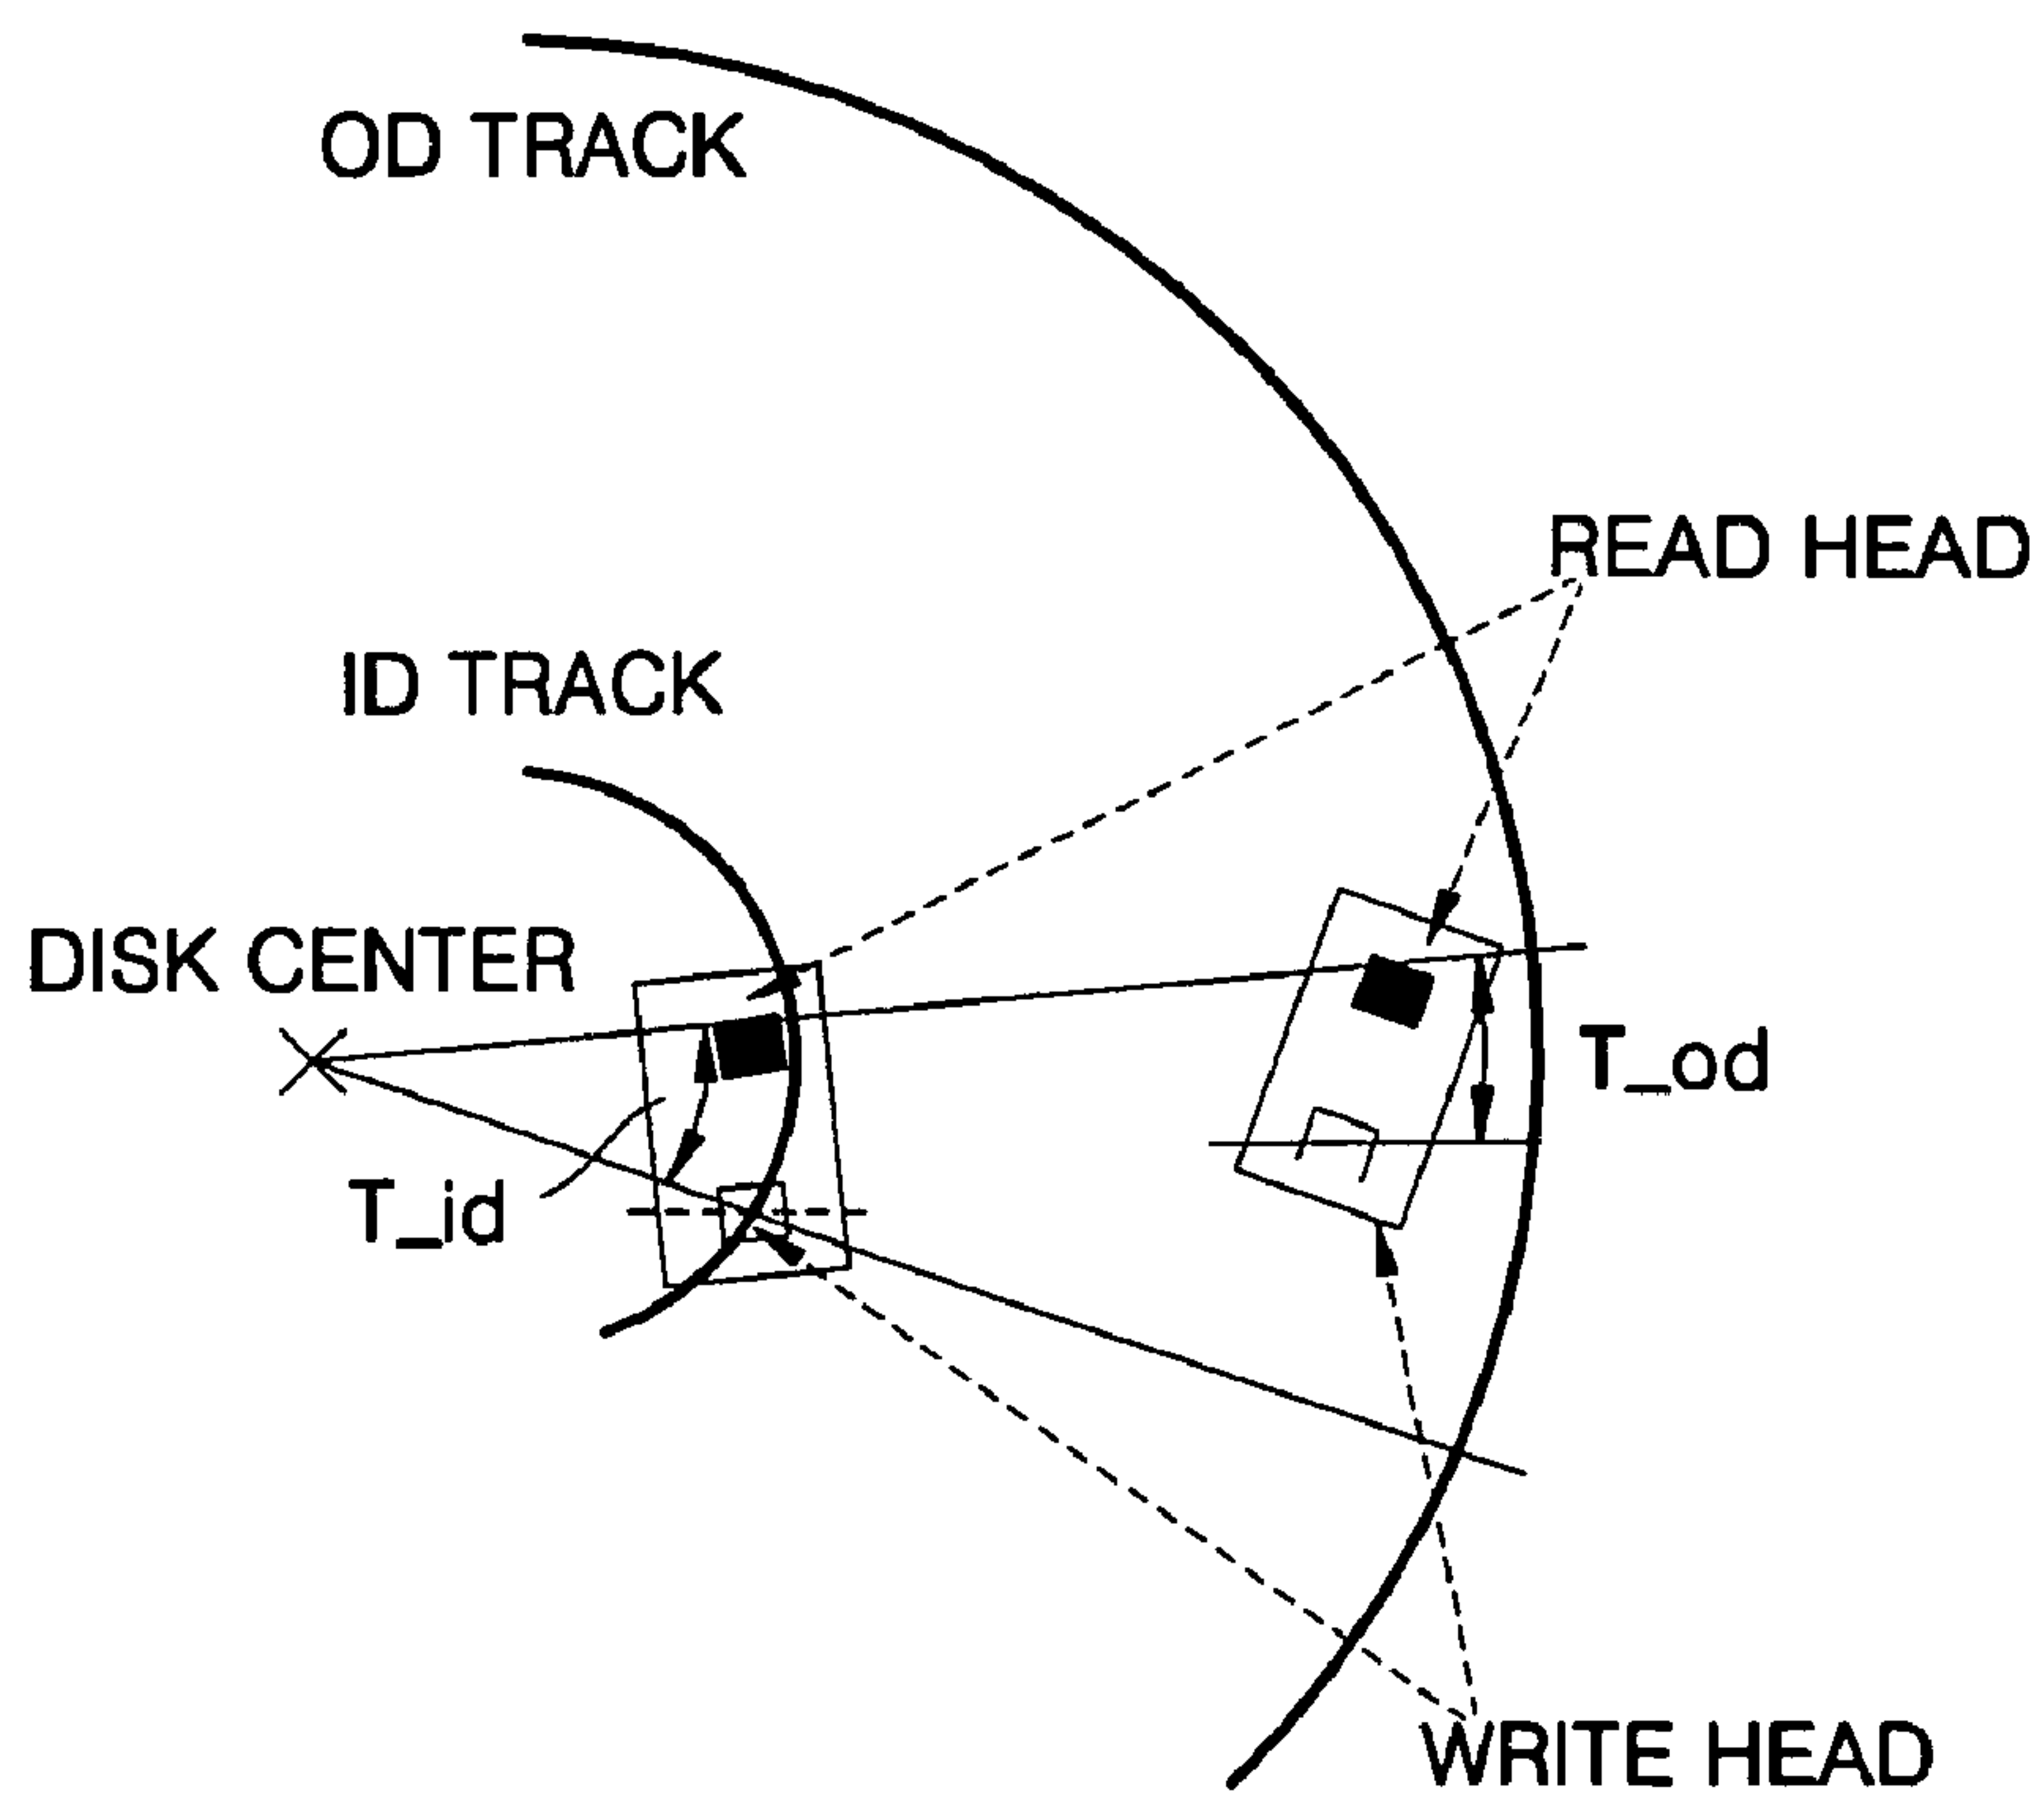 OD TRACK
READ HEAD
ID TRACK
DISK CENTER
T_od
T_id
WRITE HEAD